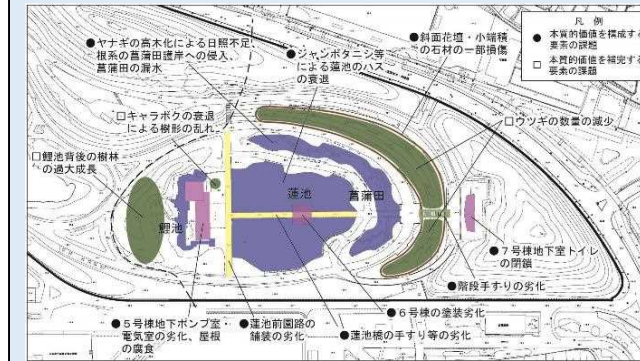 凡　例
● 本質的価値を構成する
要素の課題
□ 本質的価値を補完する
要素の課題
●ヤナギの高木化による日照不足、
根系の菖蒲田護岸への侵入、
菖蒲田の漏水
●ジャンボタニシ等
による蓮池のハス
の衰退
●斜面花壇・小端積
の石材の一部損傷
□キャラボクの衰退
による樹形の乱れ
□ウツギの数量の減少
□鯉池背後の樹林
の過大成長
蓮池
菖蒲田
鯉池
●７号棟地下室トイレ
の閉鎖
●階段手すりの劣化
●６号棟の塗装劣化
●５号棟地下ポンプ室・
電気室の劣化、屋根
の腐食
●蓮池前園路の
舗装の劣化
●蓮池橋の手すり等の劣化